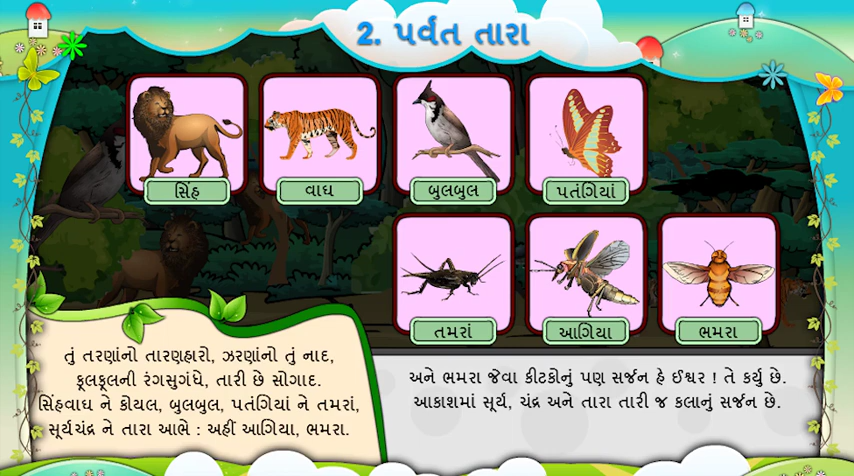 2. પર્વત તારા
સિંહ
વાઘ
બુલબુલ
પતંગિયાં
તમરાં
આગિયા
ભમરા
તું તરણાંનો તારણહારો, ઝરણાંનો તું નાદ,
ફૂલફૂલની રંગસુગંધે, તારી છે સોગાદ.
સિંહવાઘ ને કોયલ, બુલબુલ, પતંગિયાં ને તમરાં,
સૂર્યચંદ્ર ને તારા આભે : અહીં આગિયા, ભમરા.
અને ભમરા જેવા કીટકોનું પણ સર્જન હે ઈશ્વર ! તે કર્યુ છે.
આકાશમાં સૂર્ય, ચંદ્ર અને તારા તારી જ કલાનું સર્જન છે.